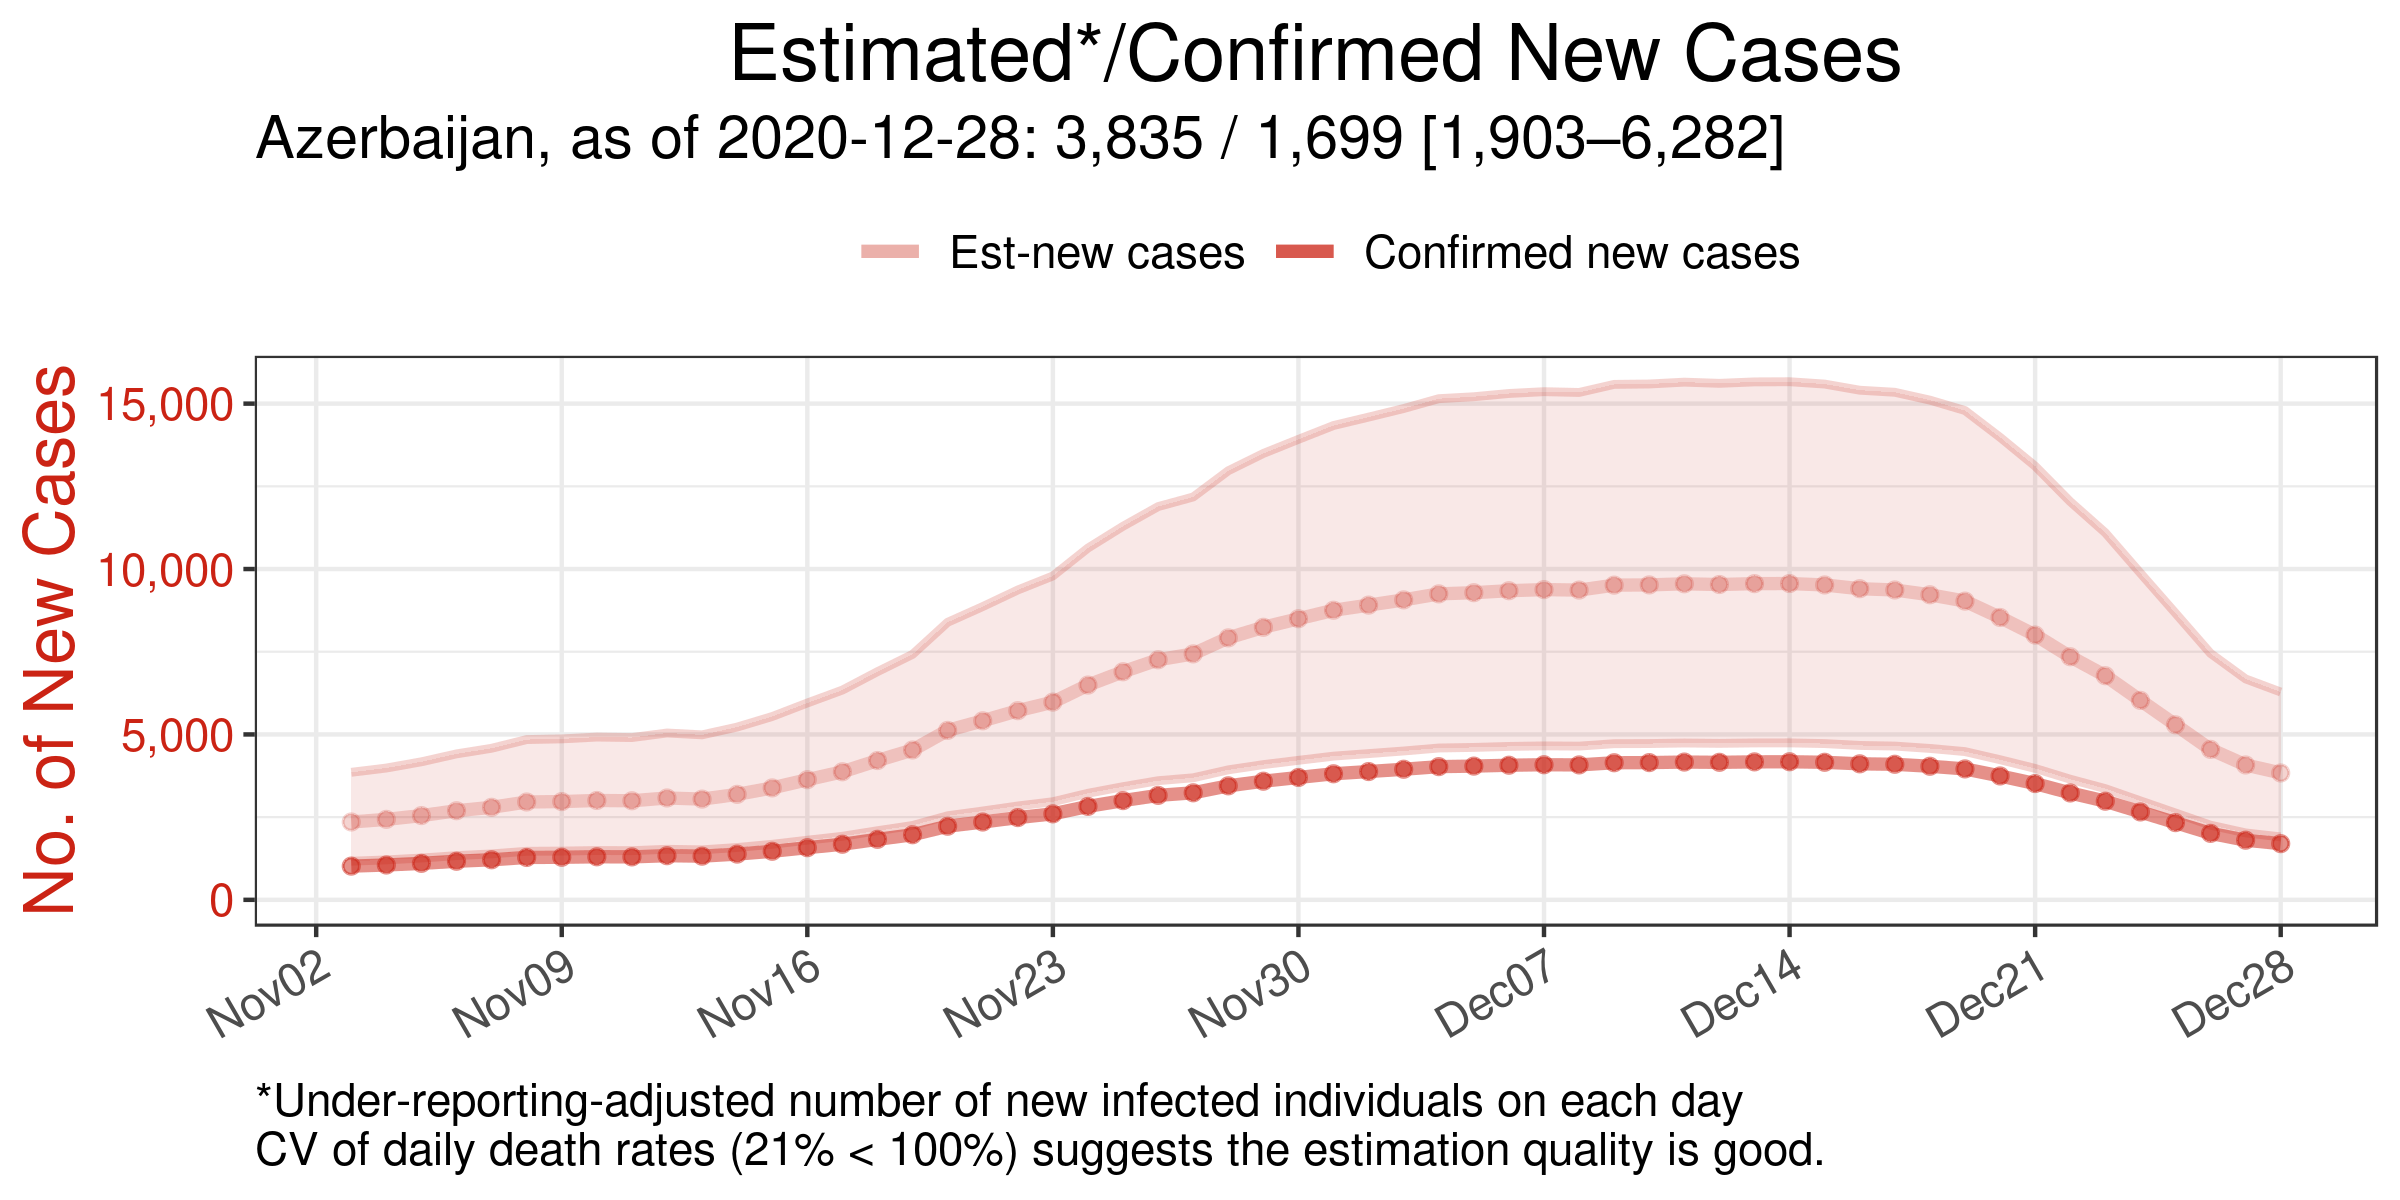 Estimated*/Confirmed New Cases
Azerbaijan, as of 2020-12-28: 3,835 / 1,699 [1,903–6,282]
Est-new cases Confirmed new cases
No. of New Cases
15,000
10,000
5,000
0
Nov02 Nov09 Nov16 Nov23 Nov30 Dec07 Dec14 Dec21 Dec28
*Under-reporting-adjusted number of new infected individuals on each day
CV of daily death rates (21% < 100%) suggests the estimation quality is good.